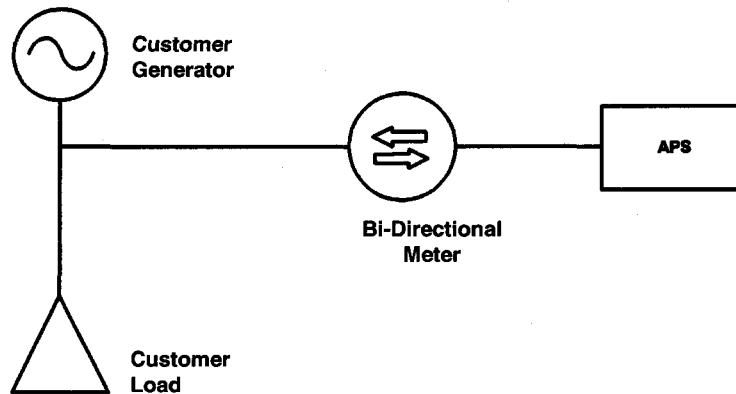 Customer
Generator
APS
Bi-Directional
Meter
Customer
Load